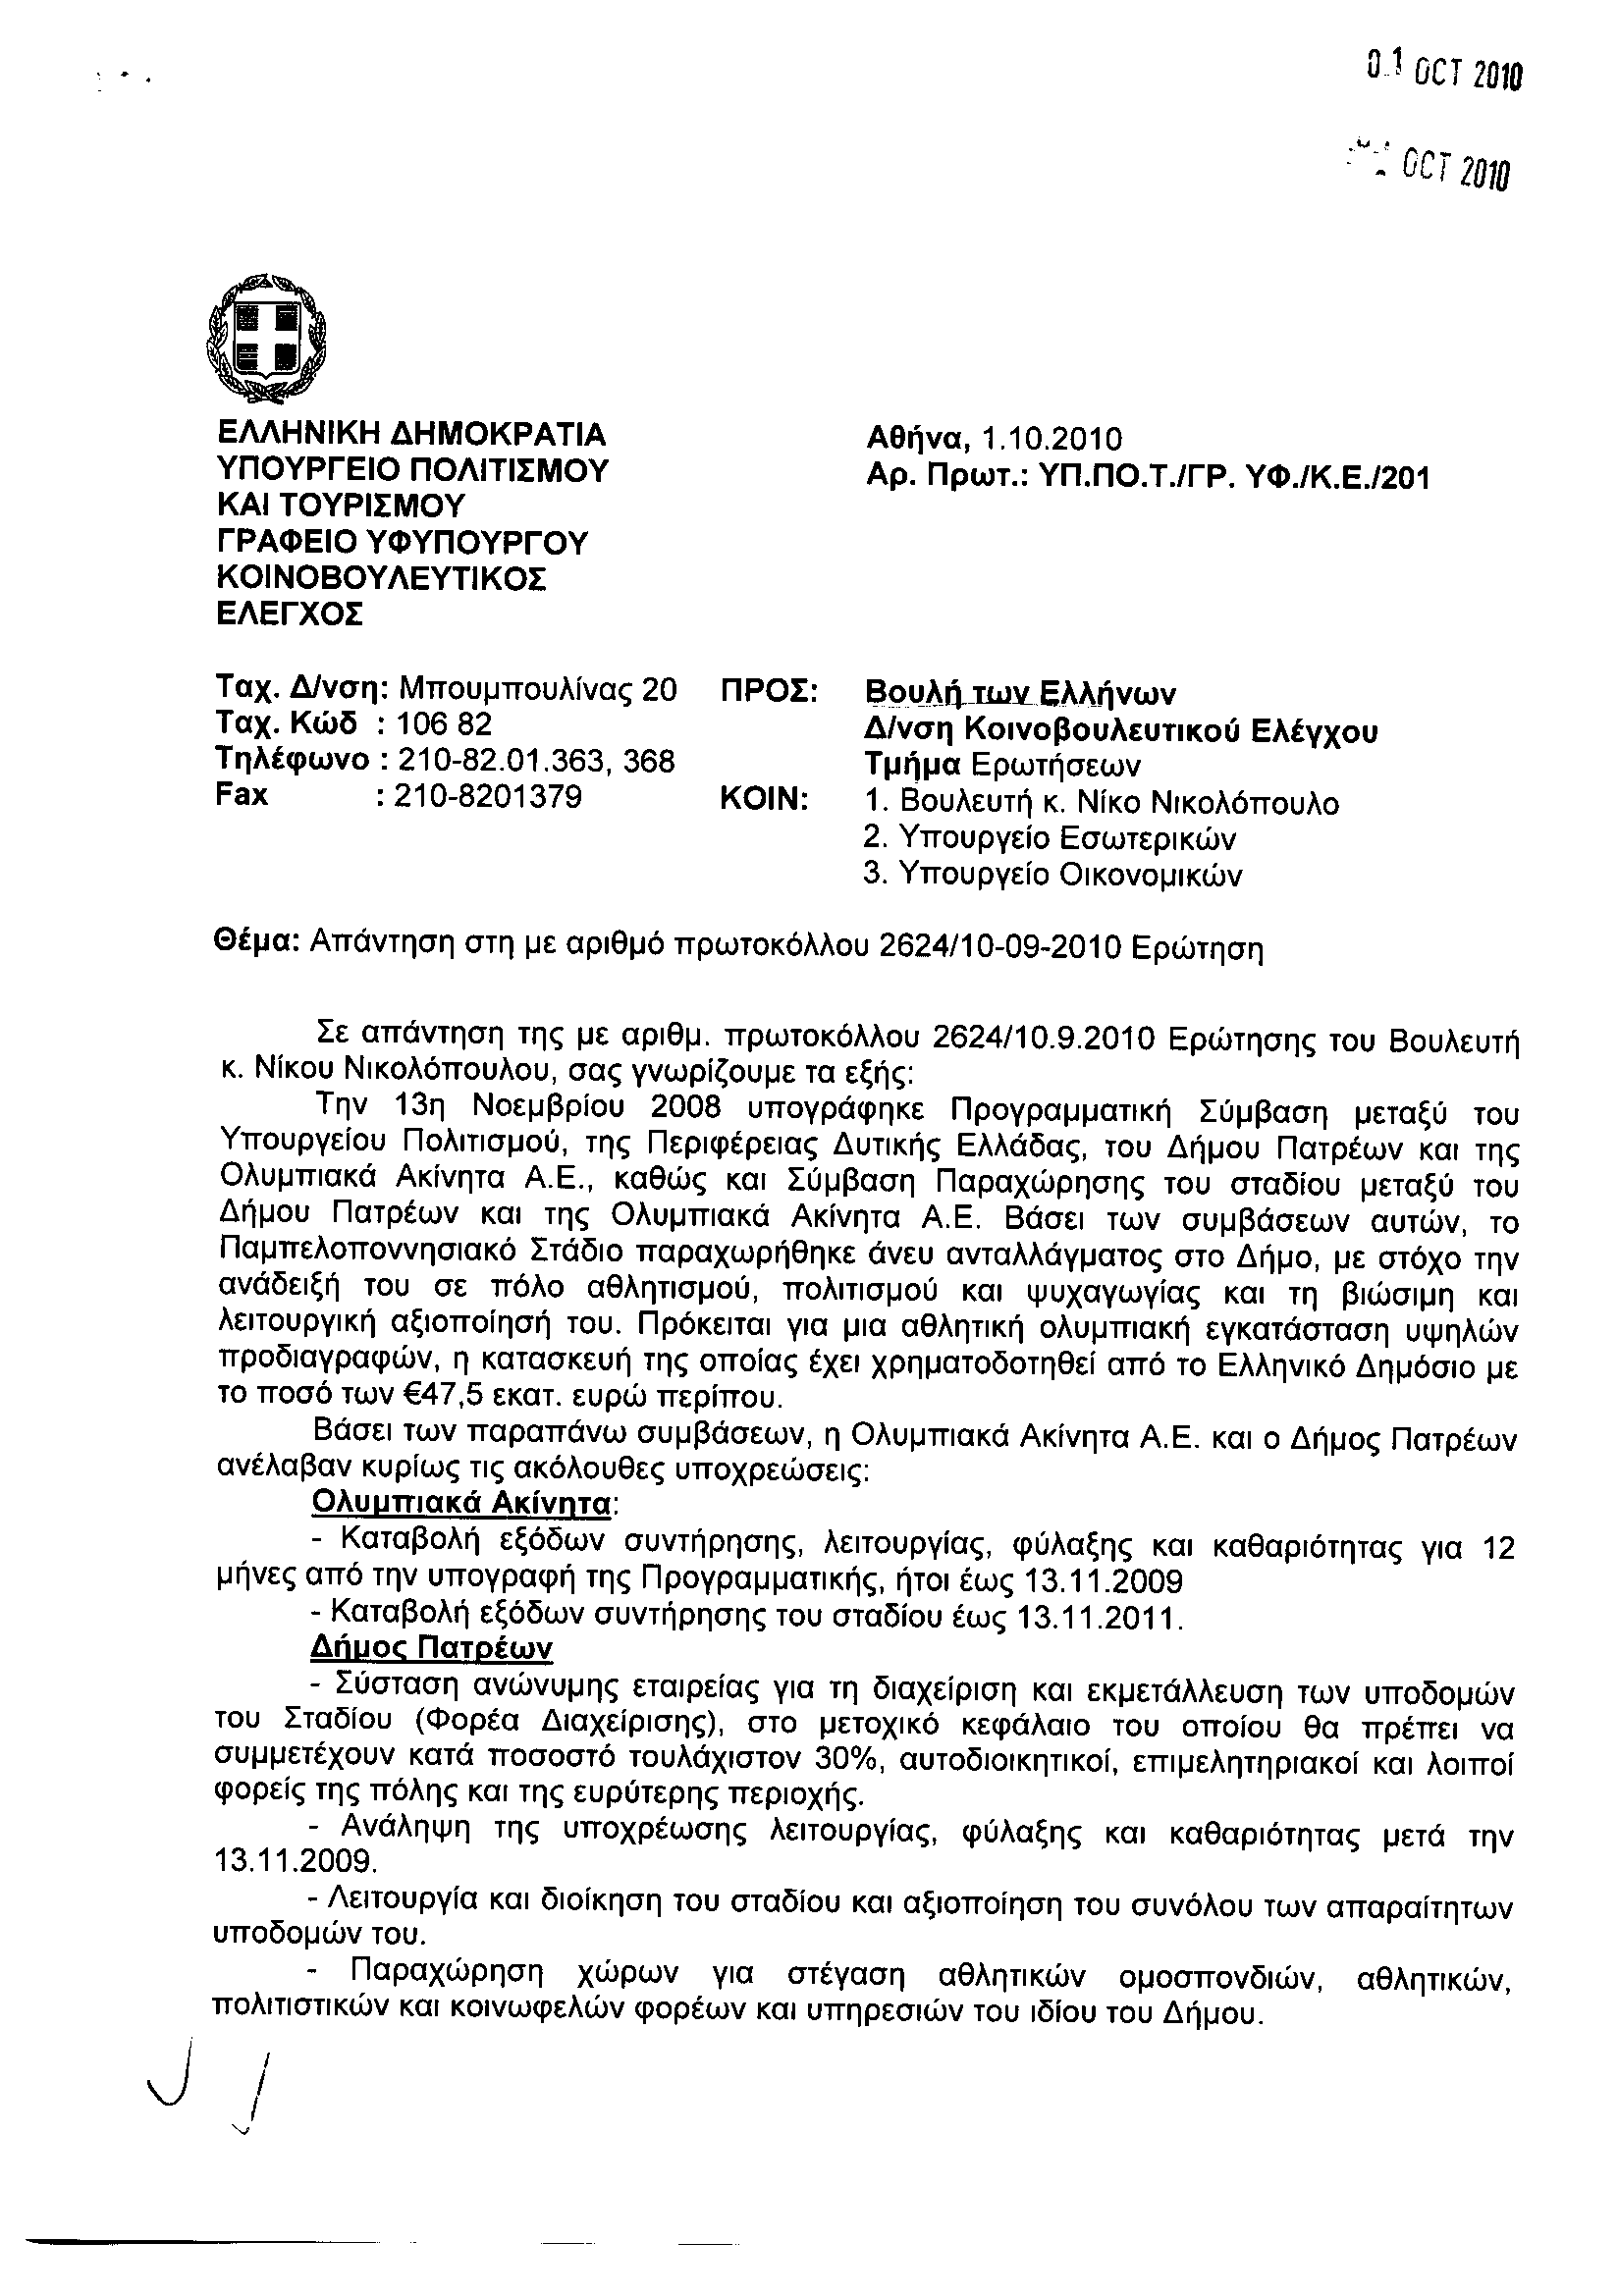 01 OCT 2010
OCT 2010
ΕΛΛΗΝΙΚΗ ΔΗΜΟΚΡΑΤΙΑ
ΥΠΟΥΡΓΕΙΟ ΠΟΛΙΤΙΣΜΟΥ
ΚΑΙ ΤΟΥΡΙΣΜΟΥ
ΓΡΑΦΕΙΟ ΥΦΥΠΟΥΡΓΟΥ
ΚΟΙΝΟΒΟΥΛΕΥΤΙΚΟΣ
ΕΛΕΓΧΟΣ
Αθήνα, 1.10.2010
Αρ. Πρωτ.: ΥΠ.ΠΟ.Τ./ΓΡ. ΥΦ./Κ.Ε./201
Ταχ. Δ/νση: Μπουμπουλίνας 20
Ταχ. Κώδ : 106 82
Τηλέφωνο : 210-82.01.363, 368
Fax : 210-8201379
ΠΡΟΣ: Βουλή των Ελλήνων
Δ/νση Κοινοβουλευτικού Ελέγχου
Τμήμα Ερωτήσεων
ΚΟΙΝ: 1. Βουλευτή κ. Νίκο Νικολόπουλο
2. Υπουργείο Εσωτερικών
3. Υπουργείο Οικονομικών
Θέμα: Απάντηση στη με αριθμό πρωτοκόλλου 2624/10-09-2010 Ερώτηση
Σε απάντηση της με αριθμ. πρωτοκόλλου 2624/10.9.2010 Ερώτησης του Βουλευτή
κ. Νίκου Νικολόπουλου, σας γνωρίζουμε τα εξής:
Την 13η Νοεμβρίου 2008 υπογράφηκε Προγραμματική Σύμβαση μεταξύ του
Υπουργείου Πολιτισμού, της Περιφέρειας Δυτικής Ελλάδας, του Δήμου Πατρέων και της
Ολυμπιακά Ακίνητα Α.Ε., καθώς και Σύμβαση Παραχώρησης του σταδίου μεταξύ του
Δήμου Πατρέων και της Ολυμπιακά Ακίνητα Α.Ε. Βάσει των συμβάσεων αυτών, το
Παμπελοποννησιακό Στάδιο παραχωρήθηκε άνευ ανταλλάγματος στο Δήμο, με στόχο την
ανάδειξή του σε πόλο αθλητισμού, πολιτισμού και ψυχαγωγίας και τη βιώσιμη και
λειτουργική αξιοποίησή του. Πρόκειται για μια αθλητική ολυμπιακή εγκατάσταση υψηλών
προδιαγραφών, η κατασκευή της οποίας έχει χρηματοδοτηθεί από το Ελληνικό Δημόσιο με
το ποσό των €47,5 εκατ. ευρώ περίπου.
Βάσει των παραπάνω συμβάσεων, η Ολυμπιακά Ακίνητα Α.Ε. και ο Δήμος Πατρέων
ανέλαβαν κυρίως τις ακόλουθες υποχρεώσεις:
Ολυμπιακά Ακίνητα:
- Καταβολή εξόδων συντήρησης, λειτουργίας, φύλαξης και καθαριότητας για 12
μήνες από την υπογραφή της Προγραμματικής, ήτοι έως 13.11.2009
- Καταβολή εξόδων συντήρησης του σταδίου έως 13.11.2011.
Δήμος Πατρέων
- Σύσταση ανώνυμης εταιρείας για τη διαχείριση και εκμετάλλευση των υποδομών
του Σταδίου (Φορέα Διαχείρισης), στο μετοχικό κεφάλαιο του οποίου θα πρέπει να
συμμετέχουν κατά ποσοστό τουλάχιστον 30%, αυτοδιοικητικοί, επιμελητηριακοί και λοιποί
φορείς της πόλης και της ευρύτερης περιοχής.
- Ανάληψη της υποχρέωσης λειτουργίας, φύλαξης και καθαριότητας μετά την
13.11.2009.
- Λειτουργία και διοίκηση του σταδίου και αξιοποίηση του συνόλου των απαραίτητων
υποδομών του.
- Παραχώρηση χώρων για στέγαση αθλητικών ομοσπονδιών, αθλητικών,
πολιτιστικών και κοινωφελών φορέων και υπηρεσιών του ιδίου του Δήμου.